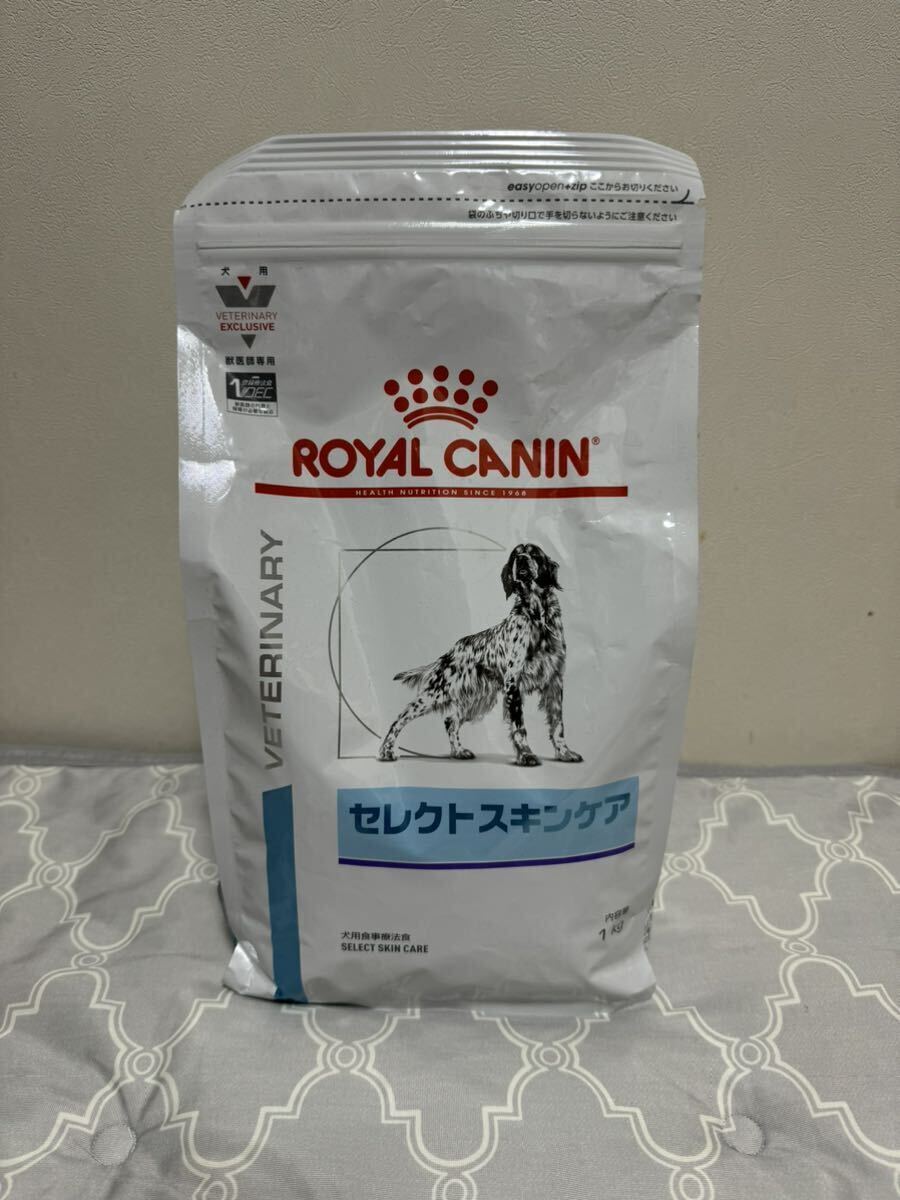 easyopen+zip ここからお切りください
袋のふちや切り口で手を切らないようにご注意ください
犬 用
VETERINARY
EXCLUSIVE
獣医師専用
ROYAL CANIN®
HEALTH NUTRITION SINCE 1968
VETERINARY
セレクトスキンケア
犬用食事療法食
SELECT SKIN CARE
内容量
1 kg